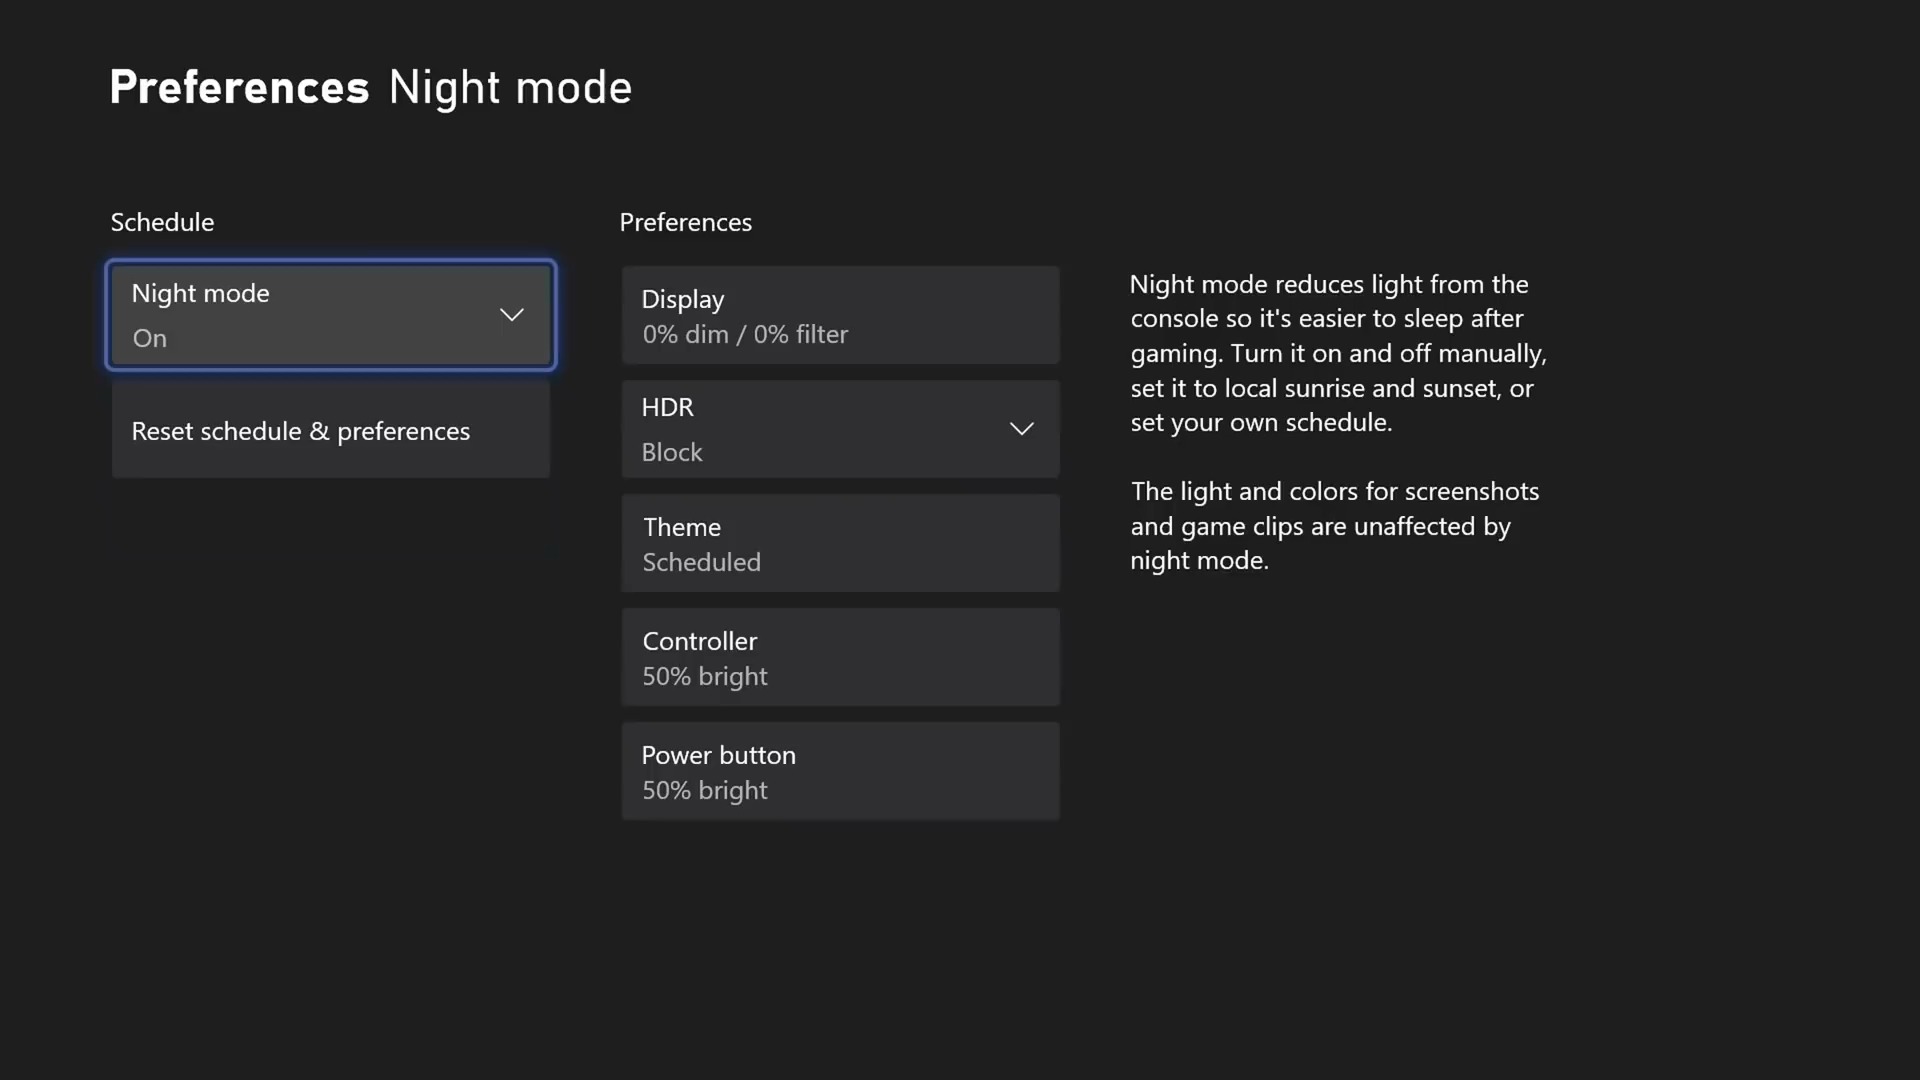 Preferences Night mode
Schedule
Night mode
On
Reset schedule & preferences
Preferences
Display
0% dim / 0% filter
HDR
Block
Theme
Scheduled
Controller
50% bright
Power button
50% bright
Night mode reduces light from the
console so it's easier to sleep after
gaming. Turn it on and off manually,
set it to local sunrise and sunset, or
set your own schedule.
The light and colors for screenshots
and game clips are unaffected by
night mode.